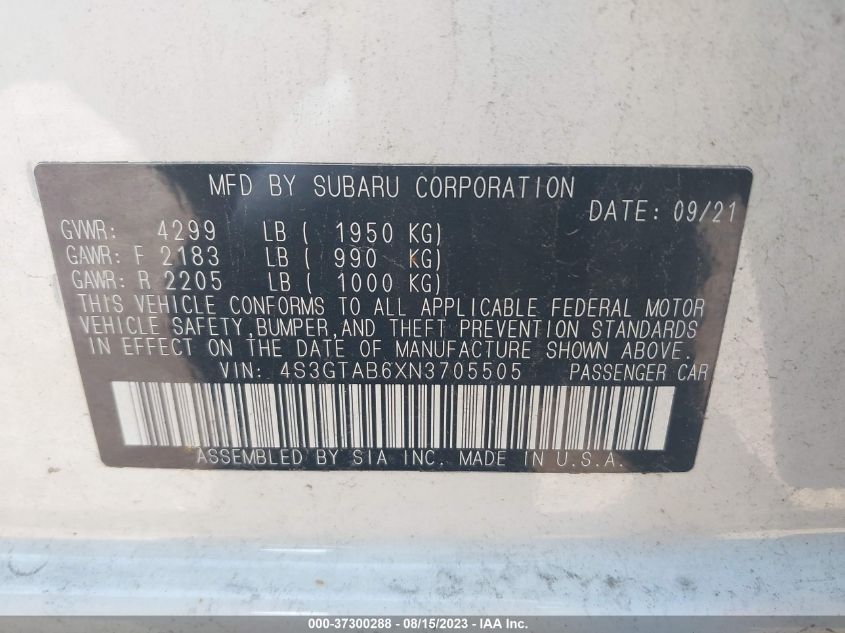 MFD BY SUBARU CORPORATION
DATE: 09/21
GVWR: 4299 LB ( 1950 KG)
GAWR: F 2183 LB ( 990 KG)
GAWR: R 2205 LB ( 1000 KG)
THIS VEHICLE CONFORMS TO ALL APPLICABLE FEDERAL MOTOR
VEHICLE SAFETY, BUMPER, AND THEFT PREVENTION STANDARDS
IN EFFECT ON THE DATE OF MANUFACTURE SHOWN ABOVE.
VIN: 4S3GTAB6XN3705505 PASSENGER CAR
ASSEMBLED BY SIA INC. MADE IN U.S.A.
000-37300288 - 08/15/2023 - IAA Inc.